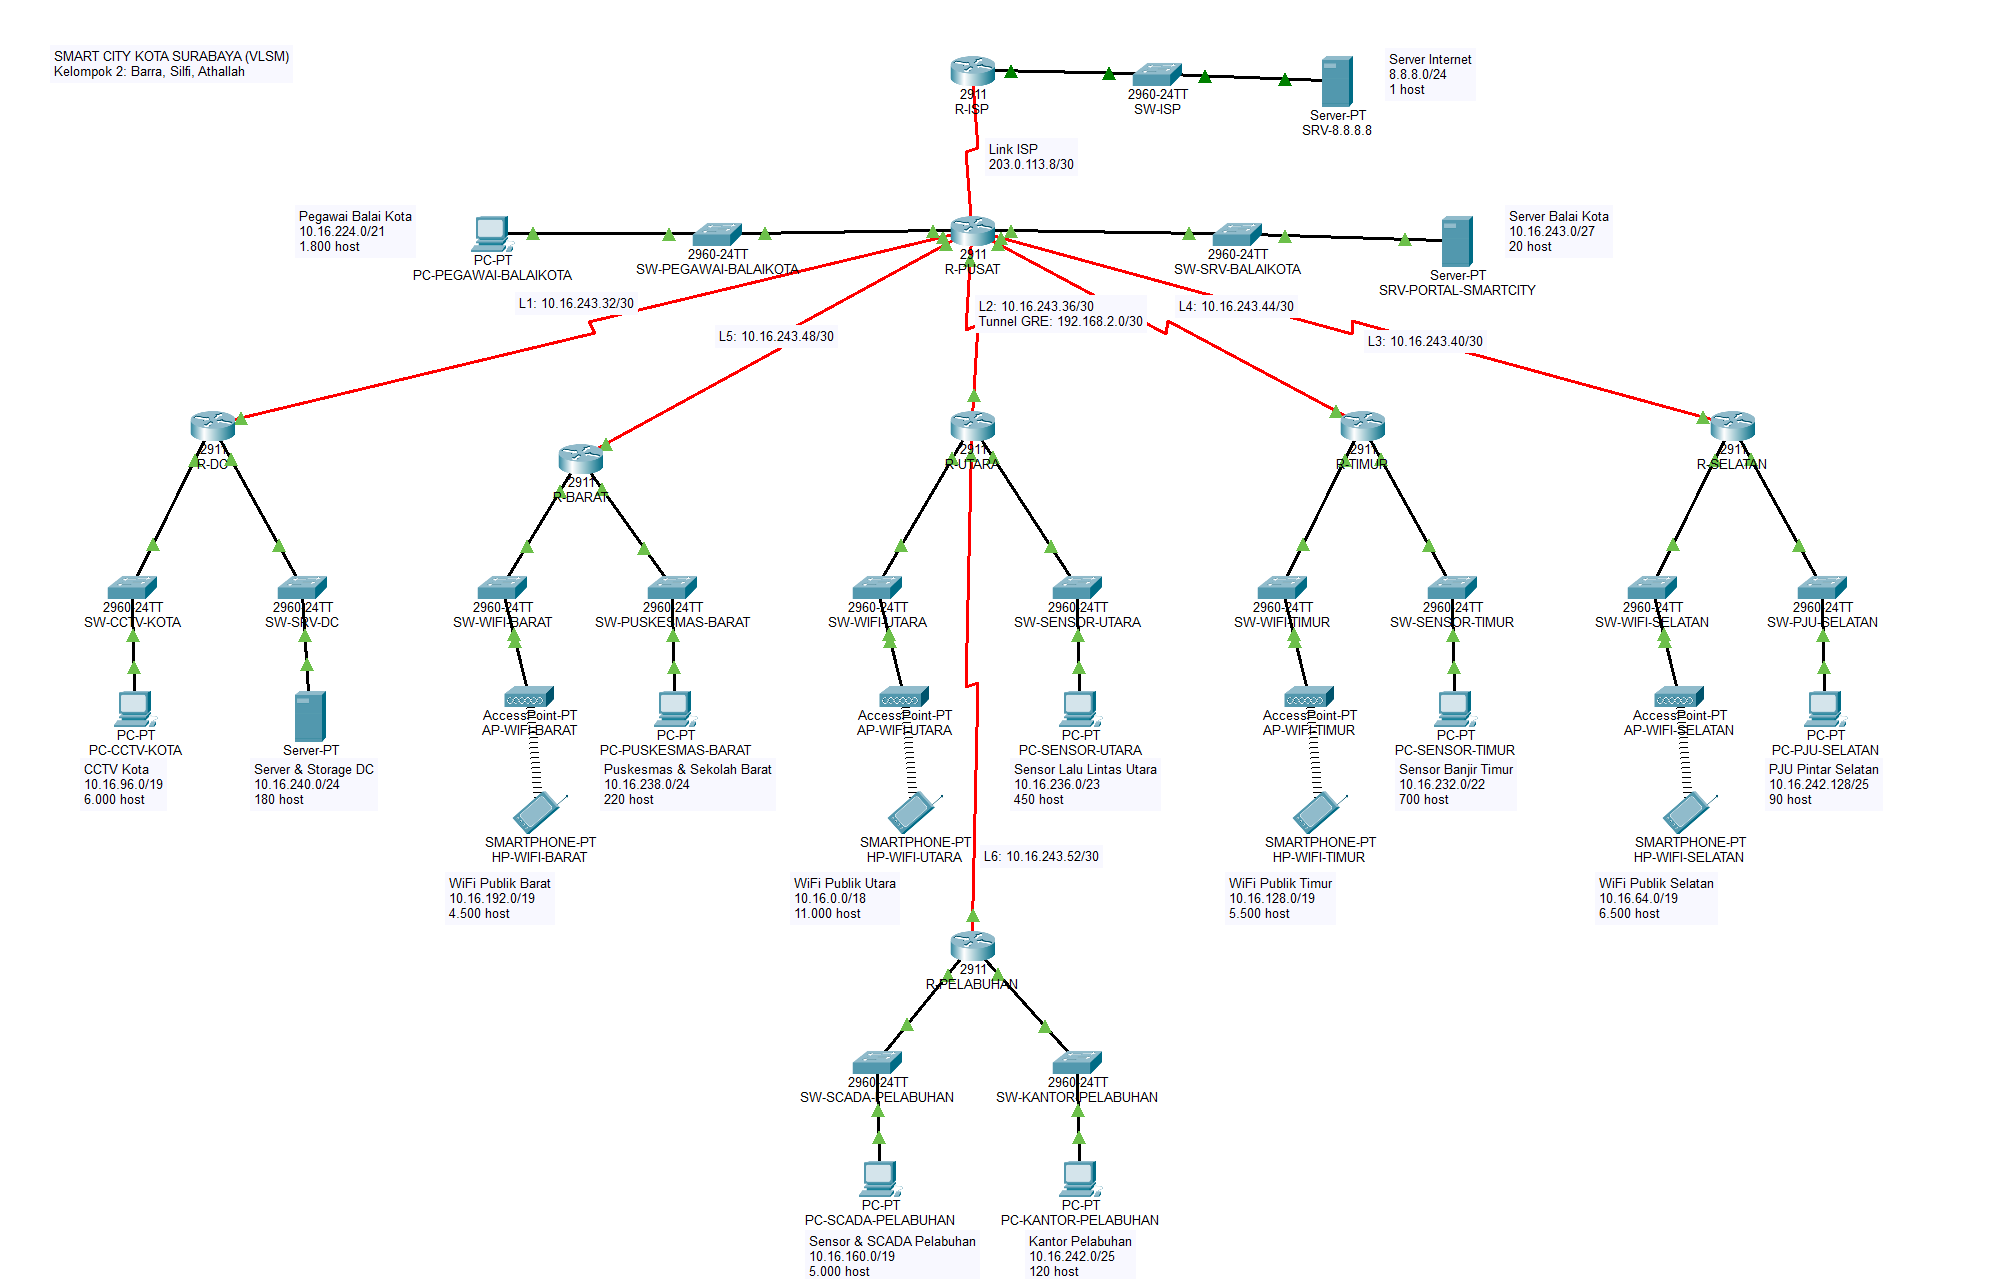 SMART CITY KOTA SURABAYA (VLSM)
Kelompok 2: Barra, Silfi, Athallah
2911
R-ISP
2960-24TT
SW-ISP
Server-PT
SRV-8.8.8.8
Server Internet
8.8.8.0/24
1 host
Link ISP
203.0.113.8/30
Pegawai Balai Kota
10.16.224.0/21
1.800 host
PC-PT
PC-PEGAWAI-BALAIKOTA
2960-24TT
SW-PEGAWAI-BALAIKOTA
2911
R-PUSAT
2960-24TT
SW-SRV-BALAIKOTA
Server-PT
SRV-PORTAL-SMARTCITY
Server Balai Kota
10.16.243.0/27
20 host
L1: 10.16.243.32/30
L5: 10.16.243.48/30
L2: 10.16.243.36/30
Tunnel GRE: 192.168.2.0/30
L4: 10.16.243.44/30
L3: 10.16.243.40/30
2911
R-DC
2911
R-BARAT
2911
R-UTARA
2911
R-TIMUR
2911
R-SELATAN
2960-24TT
SW-CCTV-KOTA
2960-24TT
SW-SRV-DC
2960-24TT
SW-WIFI-BARAT
2960-24TT
SW-PUSKESMAS-BARAT
2960-24TT
SW-WIFI-UTARA
2960-24TT
SW-SENSOR-UTARA
2960-24TT
SW-WIFI-TIMUR
2960-24TT
SW-SENSOR-TIMUR
2960-24TT
SW-WIFI-SELATAN
2960-24TT
SW-PJU-SELATAN
PC-PT
PC-CCTV-KOTA
CCTV Kota
10.16.96.0/19
6.000 host
Server-PT
Server & Storage DC
10.16.240.0/24
180 host
AccessPoint-PT
AP-WIFI-BARAT
PC-PT
PC-PUSKESMAS-BARAT
Puskesmas & Sekolah Barat
10.16.238.0/24
220 host
AccessPoint-PT
AP-WIFI-UTARA
PC-PT
PC-SENSOR-UTARA
Sensor Lalu Lintas Utara
10.16.236.0/23
450 host
AccessPoint-PT
AP-WIFI-TIMUR
PC-PT
PC-SENSOR-TIMUR
Sensor Banjir Timur
10.16.232.0/22
700 host
AccessPoint-PT
AP-WIFI-SELATAN
PC-PT
PC-PJU-SELATAN
PJU Pintar Selatan
10.16.242.128/25
90 host
SMARTPHONE-PT
HP-WIFI-BARAT
WiFi Publik Barat
10.16.192.0/19
4.500 host
SMARTPHONE-PT
HP-WIFI-UTARA
WiFi Publik Utara
10.16.0.0/18
11.000 host
L6: 10.16.243.52/30
SMARTPHONE-PT
HP-WIFI-TIMUR
WiFi Publik Timur
10.16.128.0/19
5.500 host
SMARTPHONE-PT
HP-WIFI-SELATAN
WiFi Publik Selatan
10.16.64.0/19
6.500 host
2911
R-PELABUHAN
2960-24TT
SW-SCADA-PELABUHAN
2960-24TT
SW-KANTOR-PELABUHAN
PC-PT
PC-SCADA-PELABUHAN
Sensor & SCADA Pelabuhan
10.16.160.0/19
5.000 host
PC-PT
PC-KANTOR-PELABUHAN
Kantor Pelabuhan
10.16.242.0/25
120 host